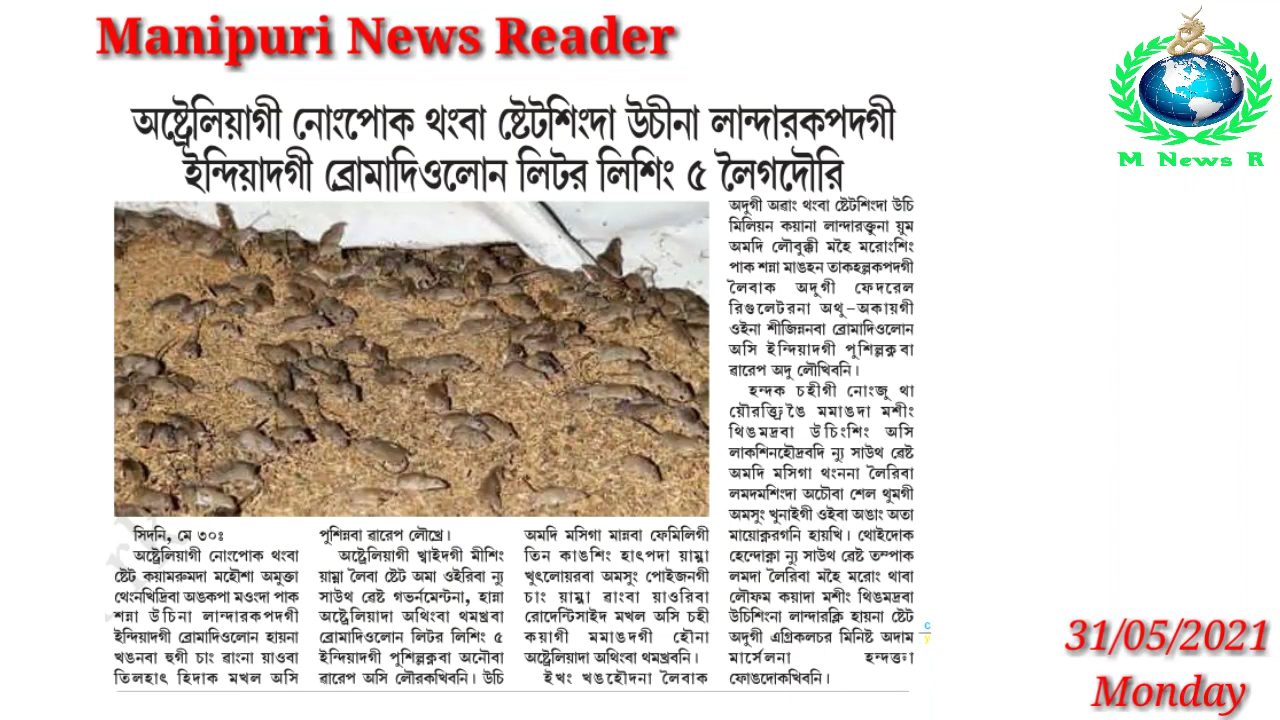 Manipuri News Reader
M News R
অষ্ট্রেলিয়াগী নোংপোক থংবা ষ্টেটশিংদা উচীনা লান্দারকপদগী
ইন্দিয়াদগী ব্রোমাদিওলোন লিটর লিশিং ৫ লৈগদৌরি
সিদনি, মে ৩০ঃ
অষ্ট্রেলিয়াগী নোংপোক থংবা
ষ্টেট কয়ামরুমদা মহৌশা অমুক্তা
থেংনখিদ্রিবা অঙকপা মওংদা পাক
শন্না উচিনা লান্দারকপদগী
ইন্দিয়াদগী ব্রোমাদিওলোন হায়না
খঙনবা হুগী চাং ৱাংনা য়াওবা
তিলহাৎ হিদাক মখল অসি
পুশিন্নবা ৱারেপ লৌখ্রে।
অষ্ট্রেলিয়াগী খ্বাইদগী মীশিং
য়াম্না লৈবা ষ্টেট অমা ওইরিবা ন্যু
সাউথ ৱেষ্ট গভর্নমেন্টনা, হান্না
অষ্ট্রেলিয়াদা অথিংবা থমখ্রবা
ব্রোমাদিওলোন লিটর লিশিং ৫
ইন্দিয়াদগী পুশিল্লক্নবা অনৌবা
ৱারেপ অসি লৌরকখিবনি। উচি
অমদি মসিগা মান্নবা ফেমিলিগী
তিন কাঙশিং হাৎপদা য়াম্না
খুৎলোয়রবা অমসুং পোইজনগী
চাং য়াম্না ৱাংবা য়াওরিবা
রোদেন্টিসাইদ মখল অসি চহী
কয়াগী মমাঙদগী হৌনা
অষ্ট্রেলিয়াদা অথিংবা থমখ্রবনি।
ইখং খঙহৌদনা লৈবাক
অদুগী অৱাং থংবা ষ্টেটশিংদা উচি
মিলিয়ন কয়ানা লান্দারক্তুনা য়ুম
অমদি লৌবুক্কী মহৈ মরোংশিং
পাক শন্না মাঙহন তাকহল্লকপদগী
লৈবাক অদুগী ফেদরেল
রিগুলেটরনা অথু-অকায়গী
ওইনা শীজিন্ননবা ব্রোমাদিওলোন
অসি ইন্দিয়াদগী পুশিল্লক্নবা
ৱারেপ অদু লৌখিবনি।
হন্দক চহীগী নোংজু থা
মমাঙদা মশীং
থিঙমদ্রবা উচিংশিং অসি
লাকশিনহৌদ্রবদি ন্যু সাউথ ৱেষ্ট
অমদি মসিগা থংননা লৈরিবা
লমদমশিংদা অচৌবা শেল থুমগী
অমসুং খুনাইগী ওইবা অঙাং অতা
মায়োক্নরগনি হায়খি। থোইদোক
হেন্দোক্না ন্যু সাউথ ৱেষ্ট তম্পাক
লমদা লৈরিবা মহৈ মরোং থাবা
লৌফম কয়াদা মশীং থিঙমদ্রবা
উচিশিংনা লান্দারক্লি হায়না ষ্টেট
অদুগী এগ্রিকলচর মিনিষ্ট অদাম
মার্সেলনা
ফোঙদোকখিবনি।
31/05/2021
Monday